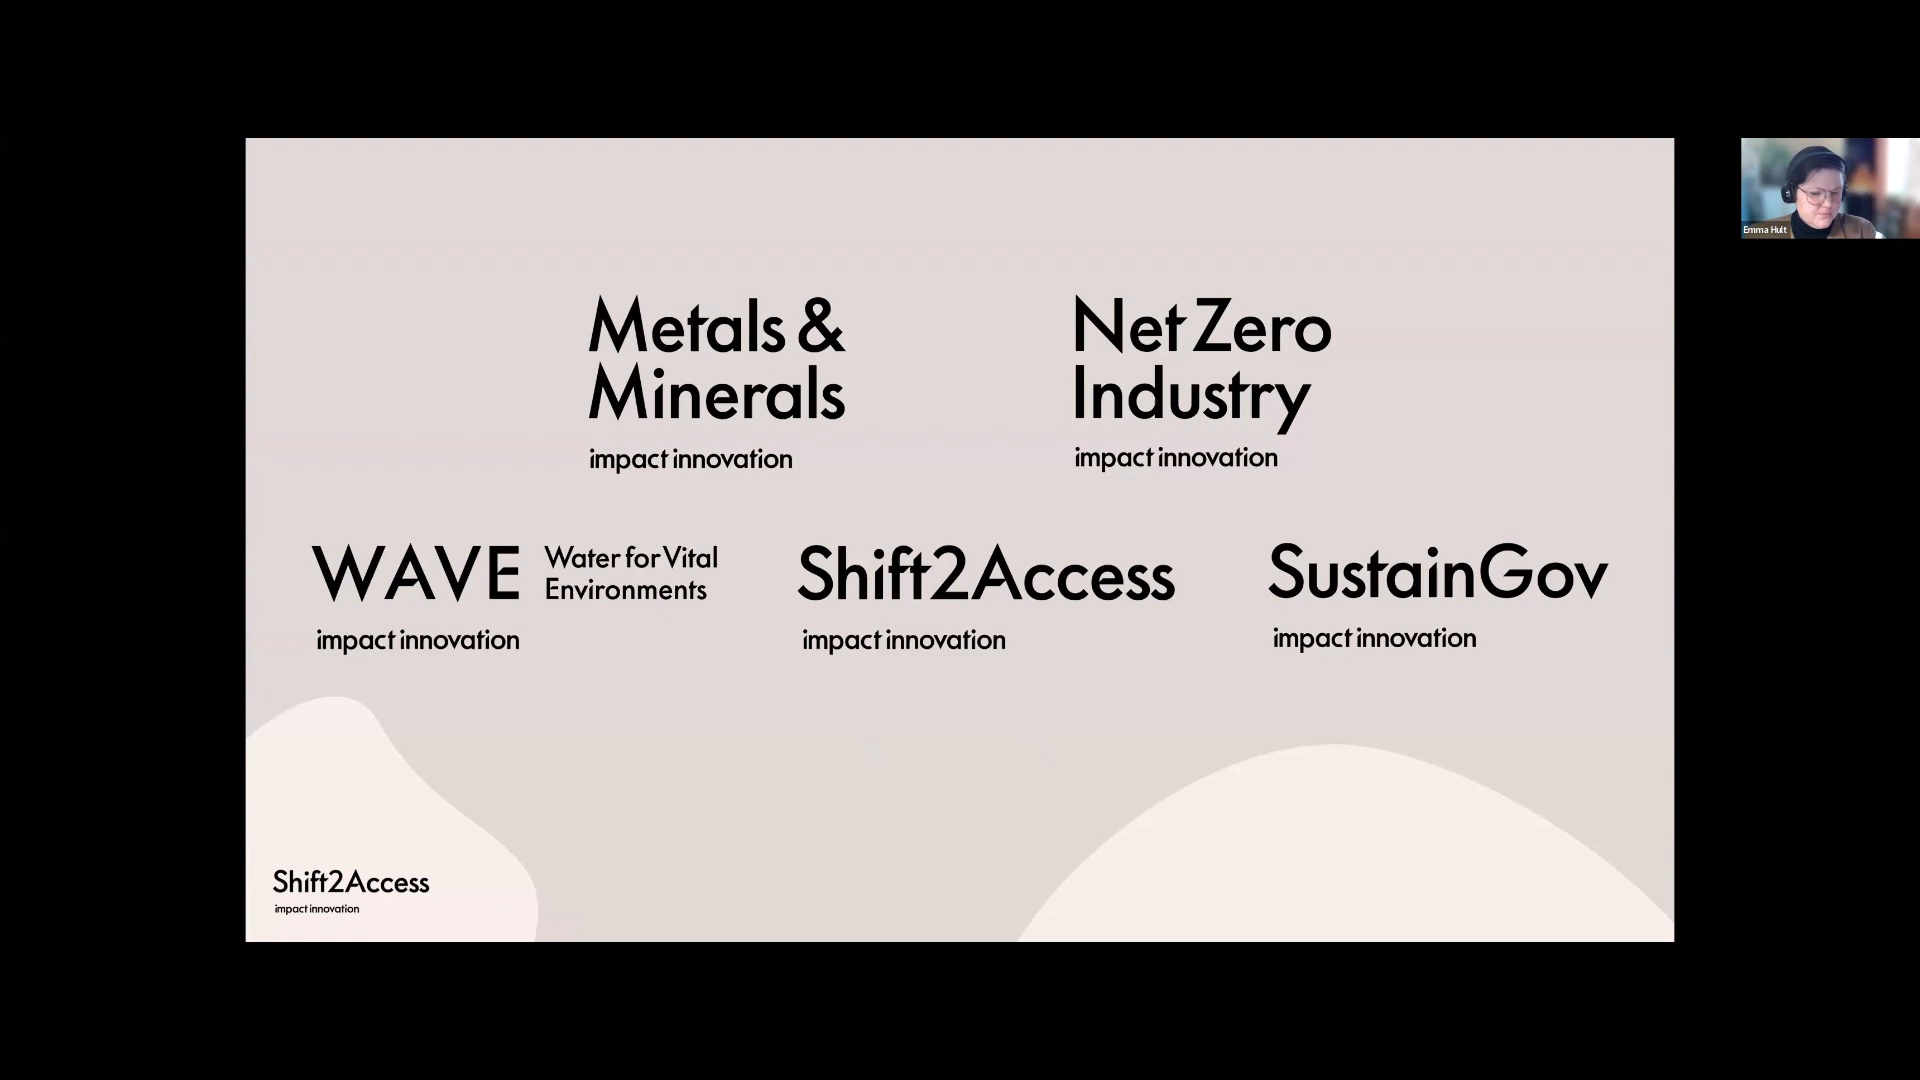 Metals &
Minerals
impact innovation
Net Zero
Industry
impact innovation
WAVE
Water for Vital
Environments
impact innovation
Shift2Access
impact innovation
SustainGov
impact innovation
Shift2Access
impact innovation
Emma Hult